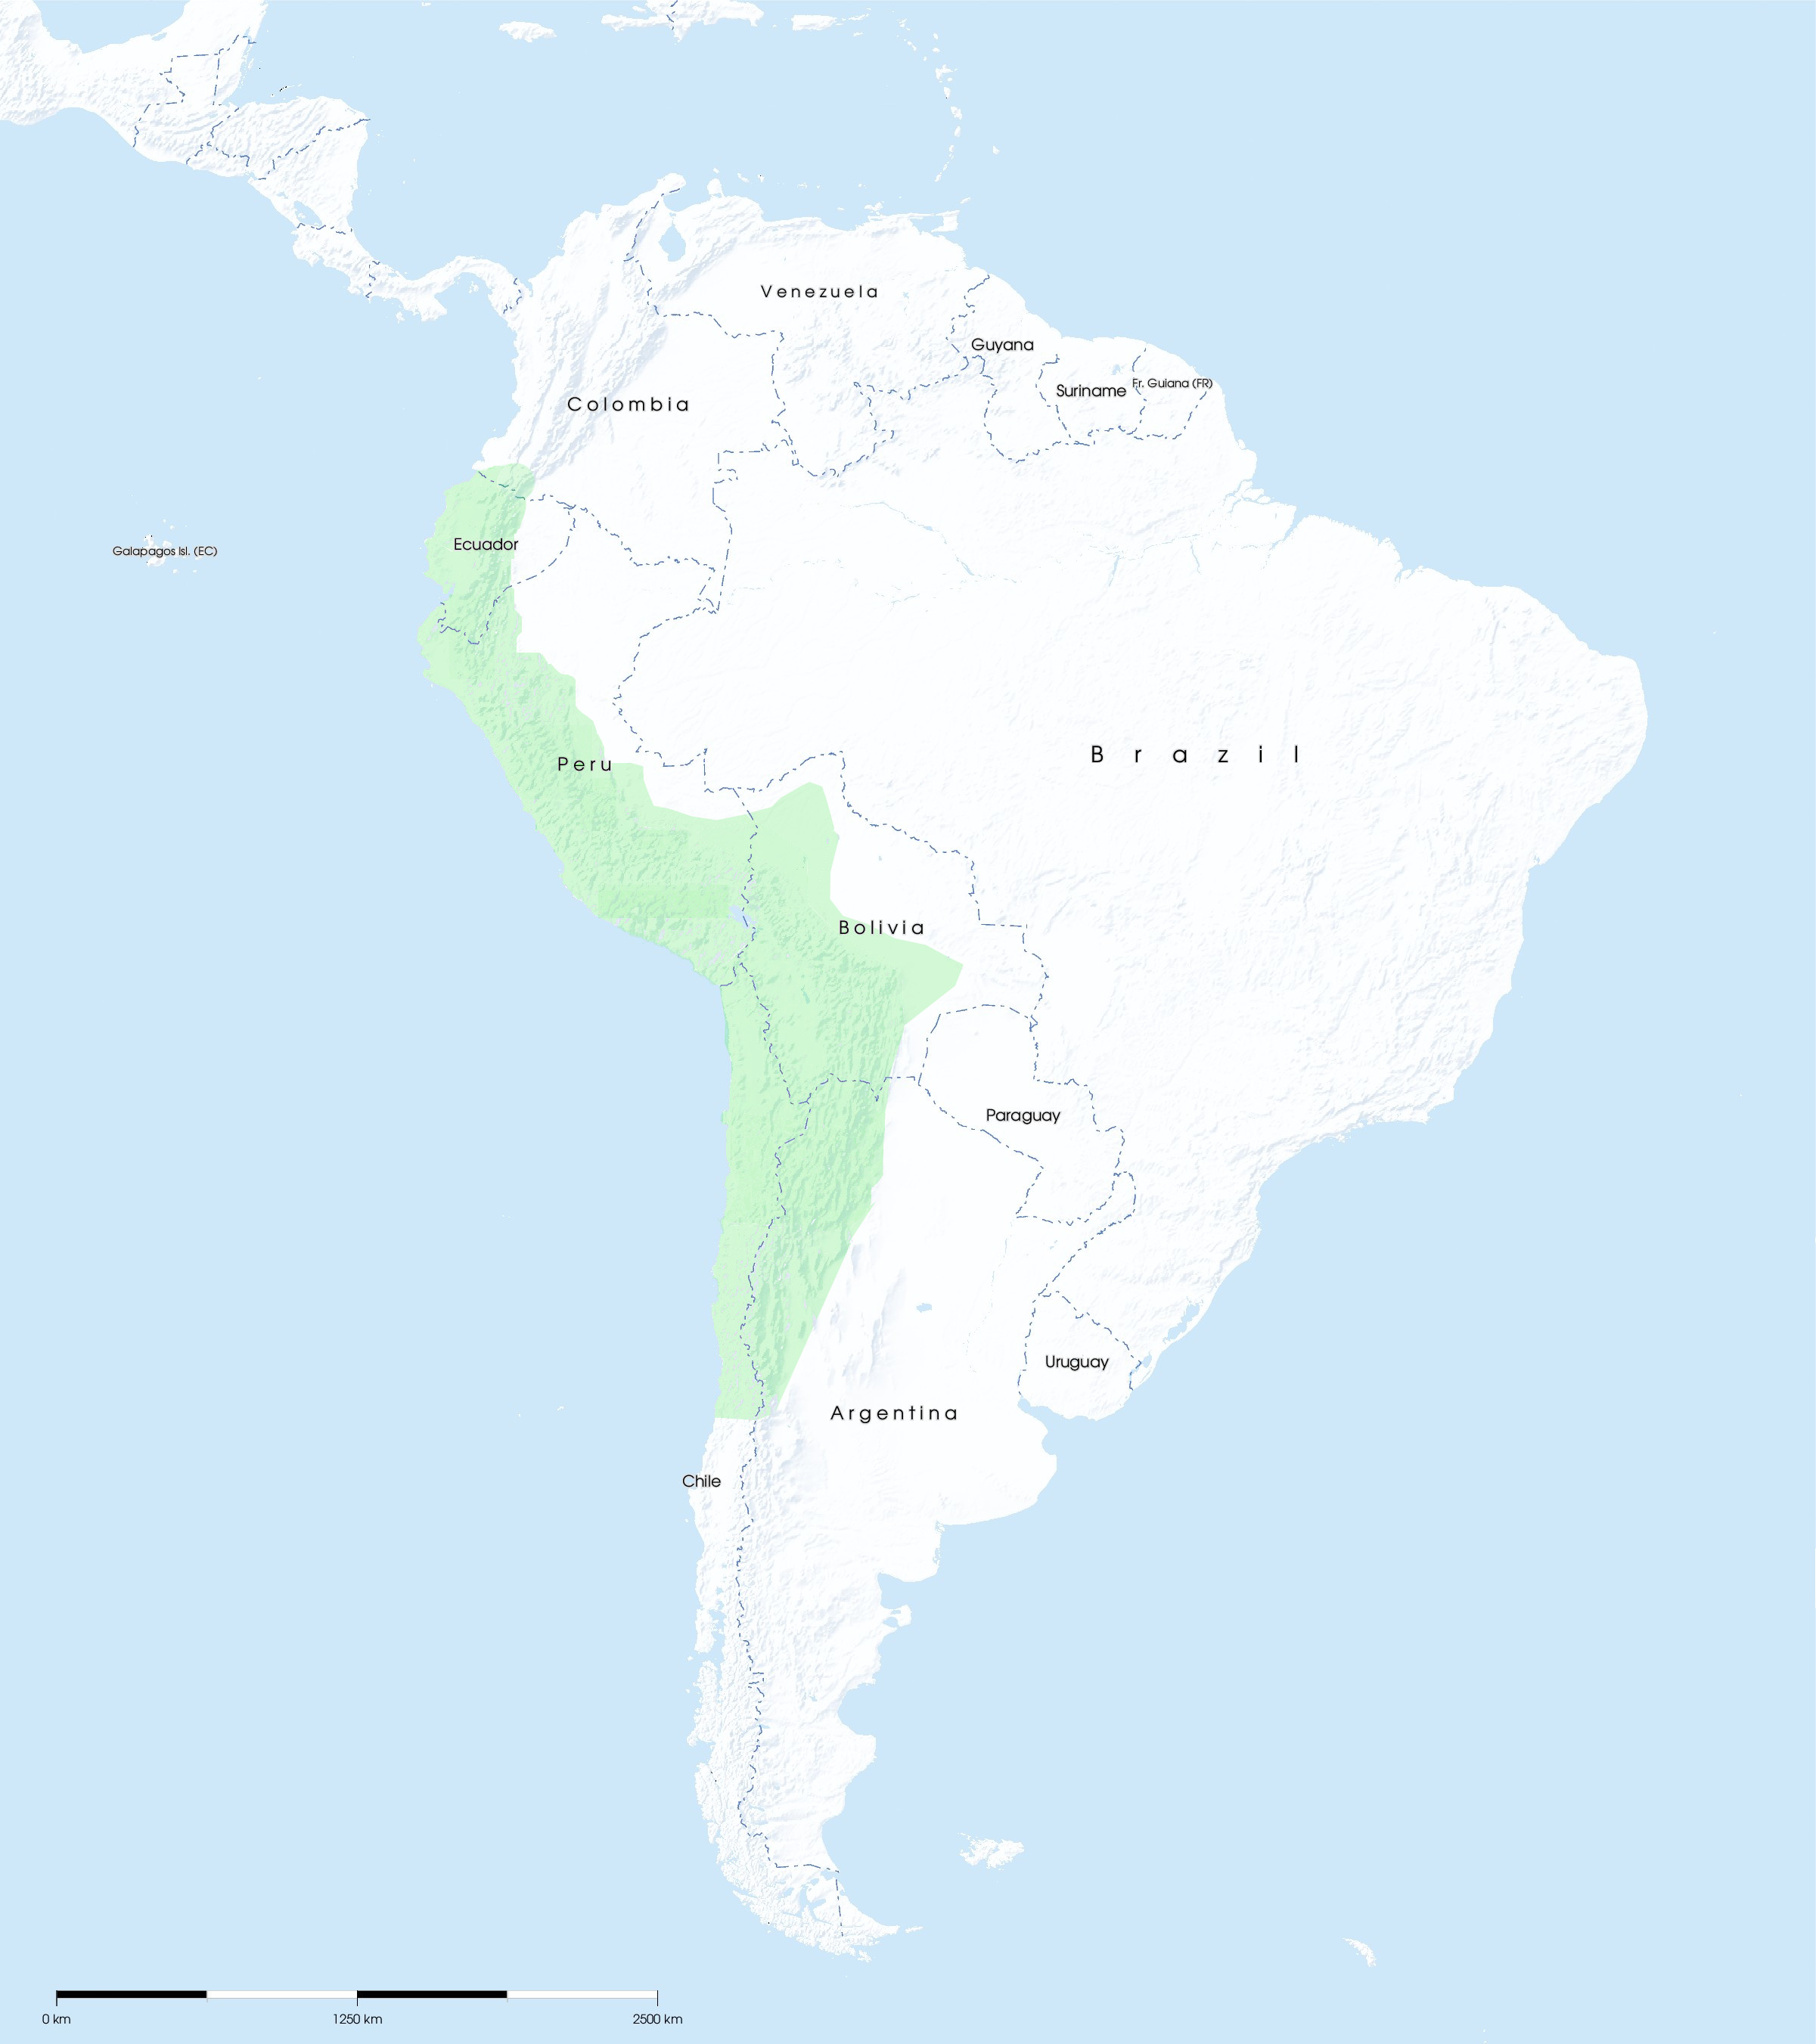 Venezuela
Guyana
Fr. Guiana (FR)
Suriname
Colombia
Ecuador
Galapagos Isl. (EC)
Brazil
Peru
Bolivia
Paraguay
Uruguay
Argentina
Chile
0 km 1250 km 2500 km